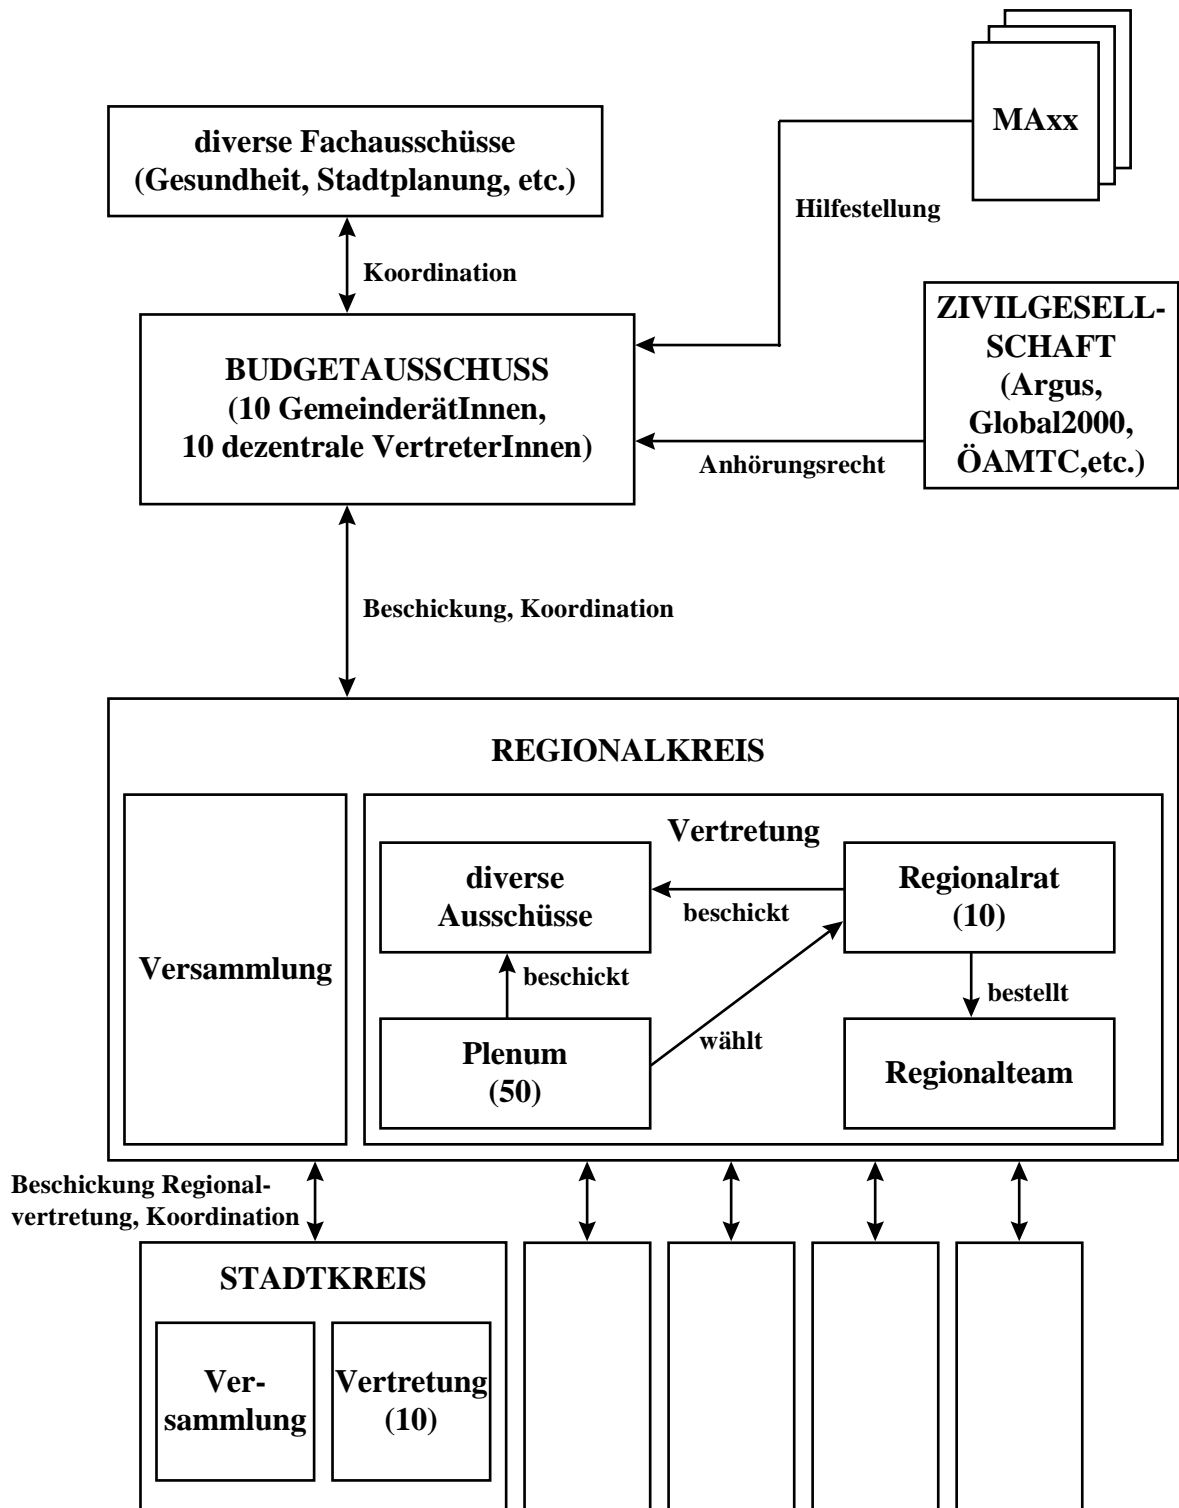 MAxx
diverse Fachausschüsse
(Gesundheit, Stadtplanung, etc.)
Hilfestellung
Koordination
ZIVILGESELL-
SCHAFT
(Argus,
Global2000,
ÖAMTC,etc.)
BUDGETAUSSCHUSS
(10 GemeinderätInnen,
10 dezentrale VertreterInnen)
Anhörungsrecht
Beschickung, Koordination
REGIONALKREIS
Versammlung
Vertretung
diverse
Ausschüsse
beschickt
Regionalrat
(10)
beschickt
bestellt
Plenum
(50)
wählt
Regionalteam
Beschickung Regional-
vertretung, Koordination
STADTKREIS
Ver-
sammlung
Vertretung
(10)